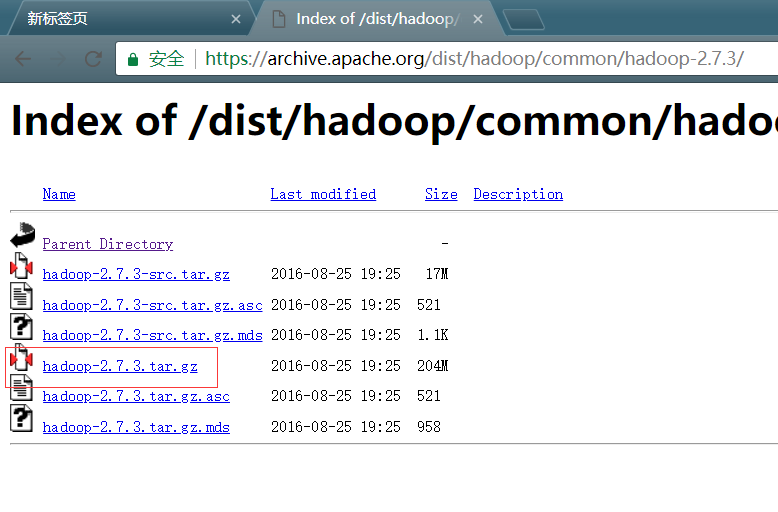 新标签页 Index of /dist/hadoop/
安全 https://archive.apache.org/dist/hadoop/common/hadoop-2.7.3/
Index of /dist/hadoop/common/hadoo
Name Last modified Size Description
Parent Directory -
hadoop-2.7.3-src.tar.gz 2016-08-25 19:25 17M
hadoop-2.7.3-src.tar.gz.asc 2016-08-25 19:25 521
hadoop-2.7.3-src.tar.gz.mds 2016-08-25 19:25 1.1K
hadoop-2.7.3.tar.gz 2016-08-25 19:25 204M
hadoop-2.7.3.tar.gz.asc 2016-08-25 19:25 521
hadoop-2.7.3.tar.gz.mds 2016-08-25 19:25 958